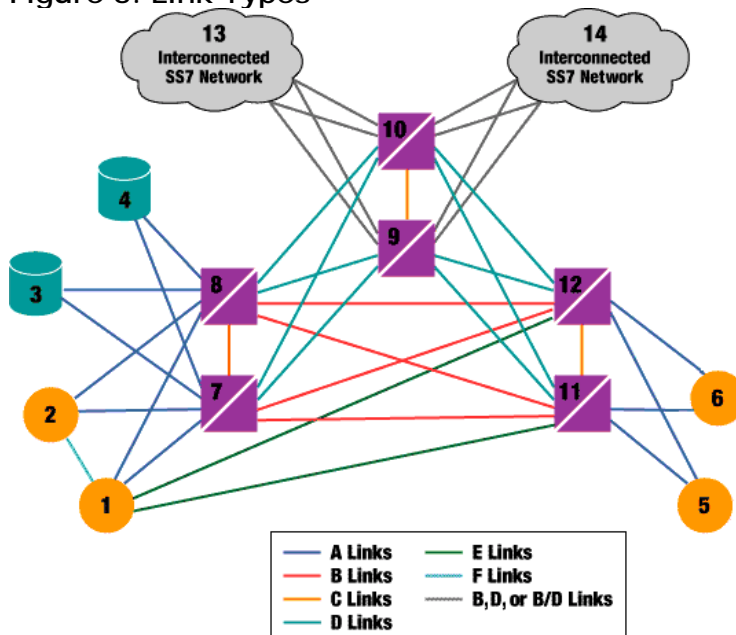 Figure 3. Link Types
13
Interconnected
SS7 Network
14
Interconnected
SS7 Network
10
4
9
3
8
12
7
11
2
6
1
5
A Links
B Links
C Links
D Links
E Links
F Links
B,D, or B/D Links